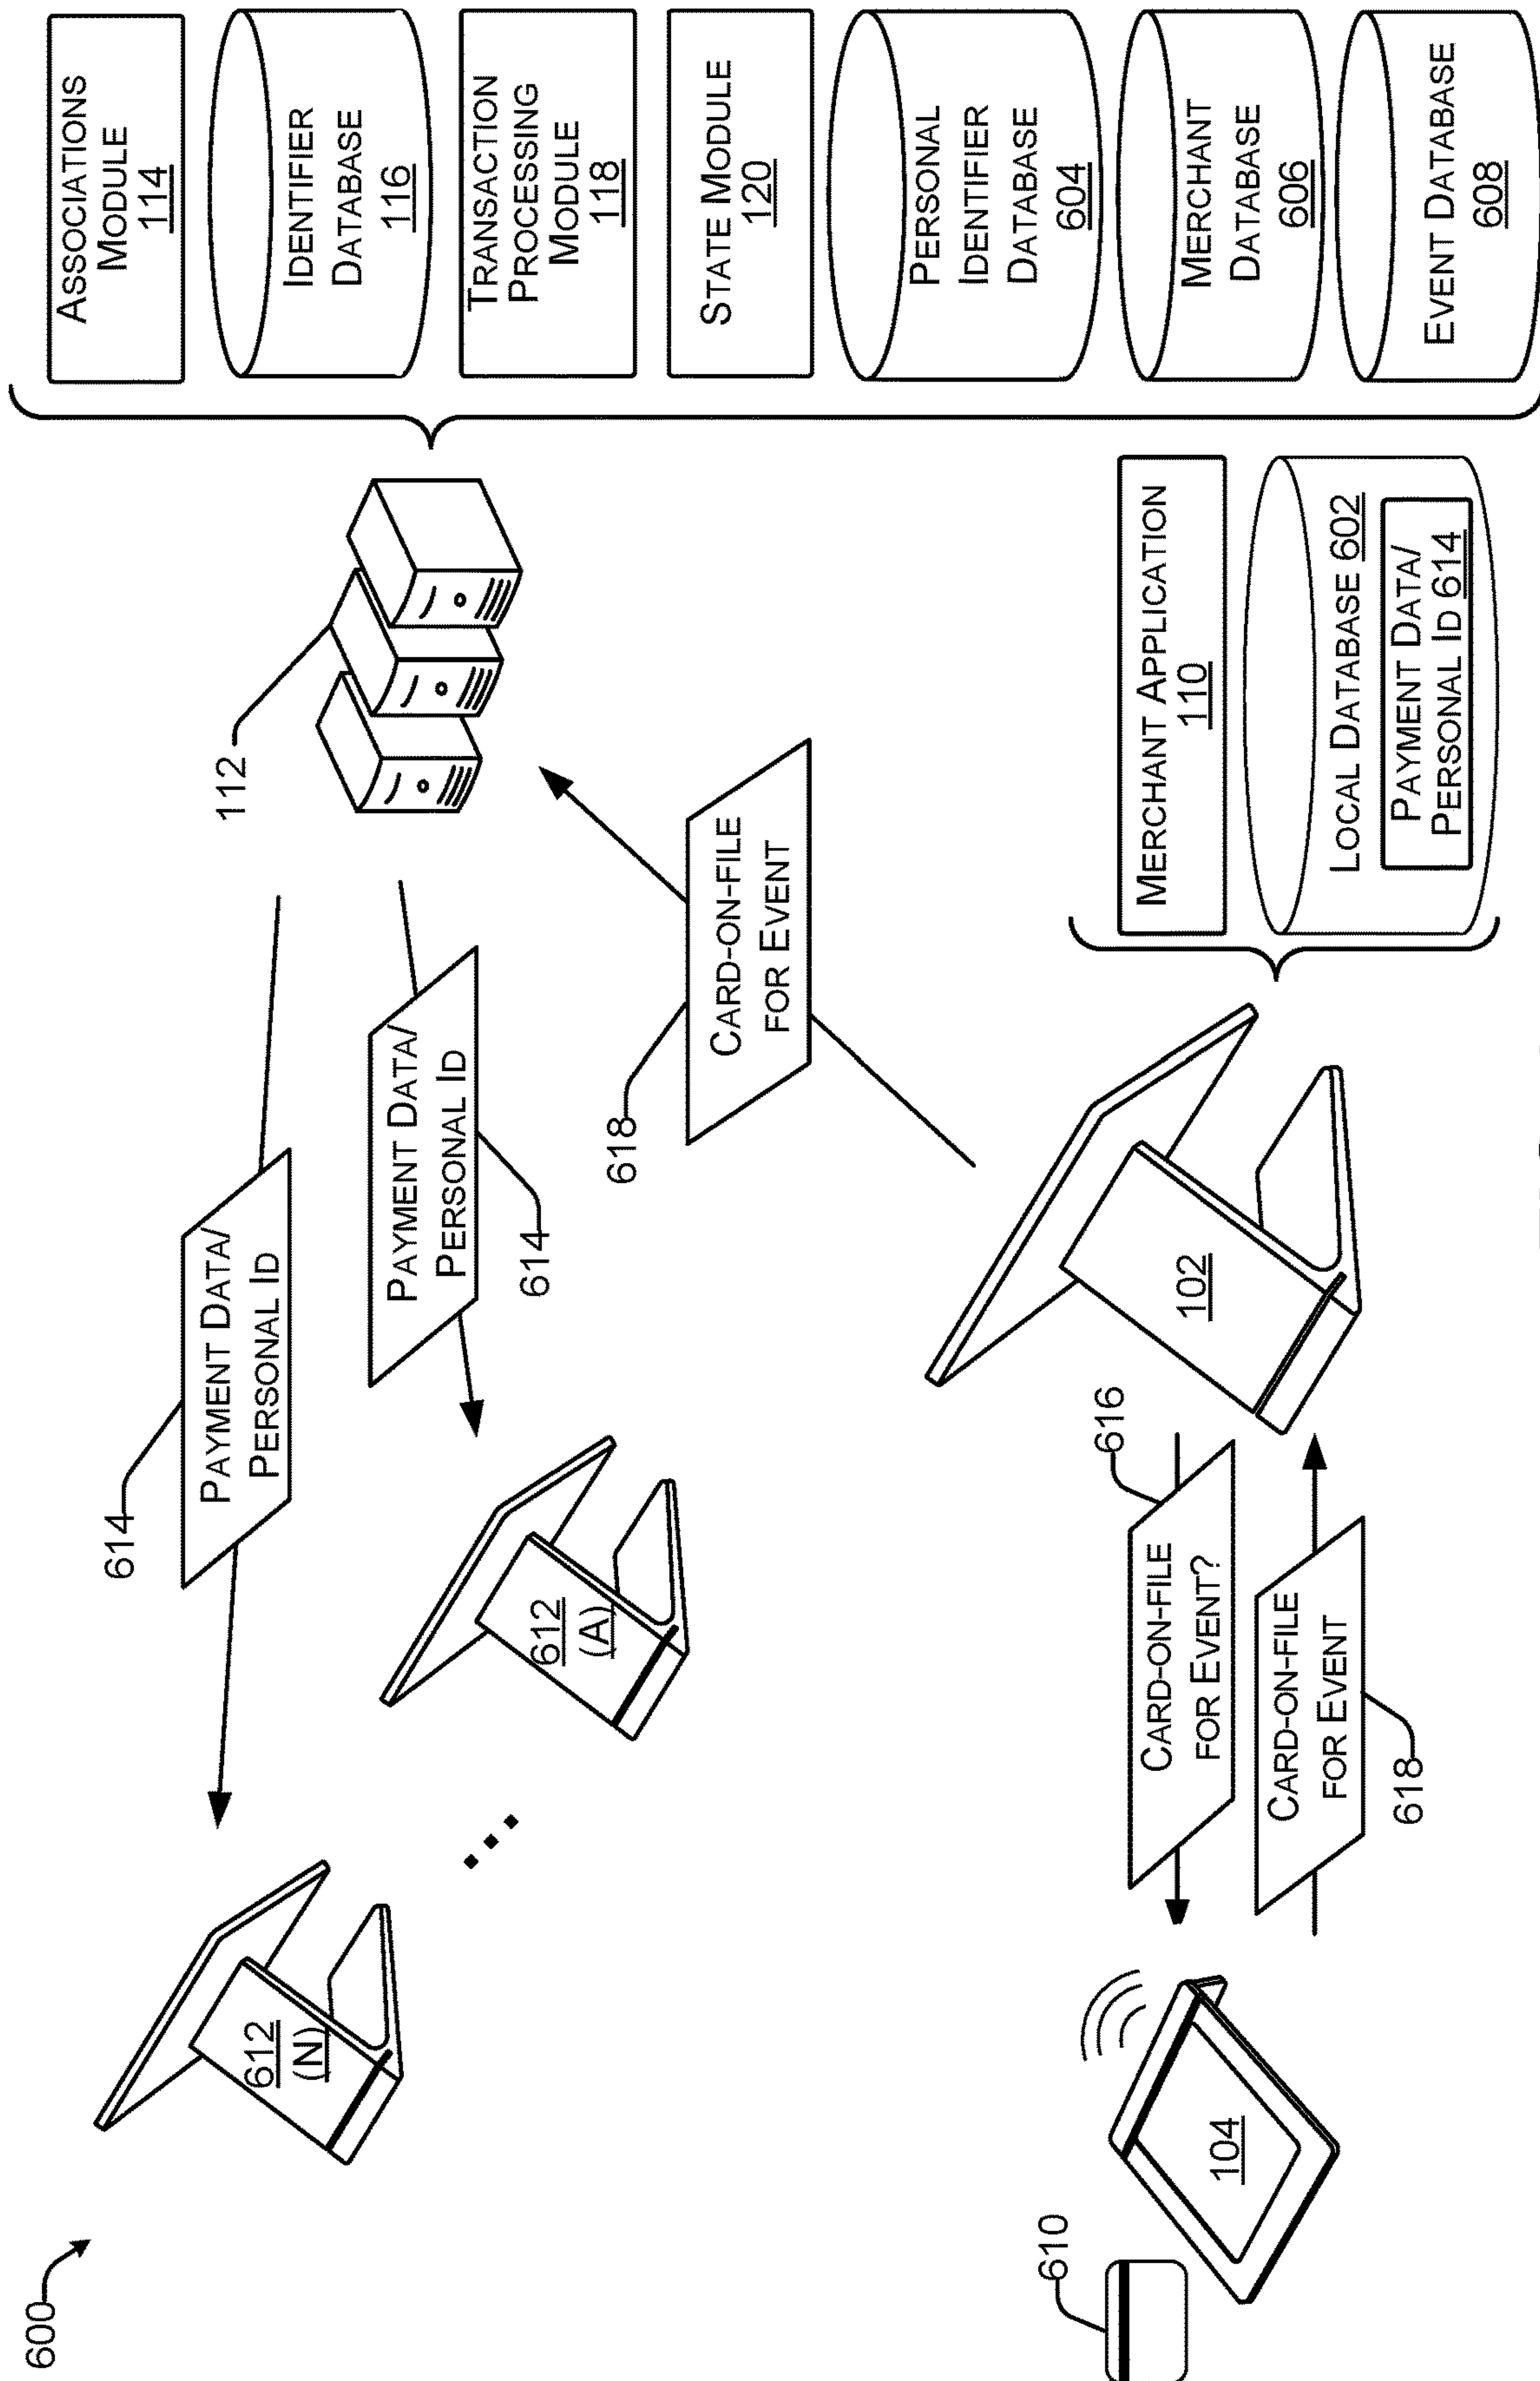 600
614
PAYMENT DATA/
PERSONAL ID
112
PAYMENT DATA/
PERSONAL ID
614
612
(N)
612
(A)
618
CARD-ON-FILE
FOR EVENT
610
104
616
CARD-ON-FILE
FOR EVENT?
CARD-ON-FILE
FOR EVENT
618
102
MERCHANT APPLICATION
110
LOCAL DATABASE 602
PAYMENT DATA/
PERSONAL ID 614
ASSOCIATIONS
MODULE
114
IDENTIFIER
DATABASE
116
TRANSACTION
PROCESSING
MODULE
118
STATE MODULE
120
PERSONAL
IDENTIFIER
DATABASE
604
MERCHANT
DATABASE
606
EVENT DATABASE
608